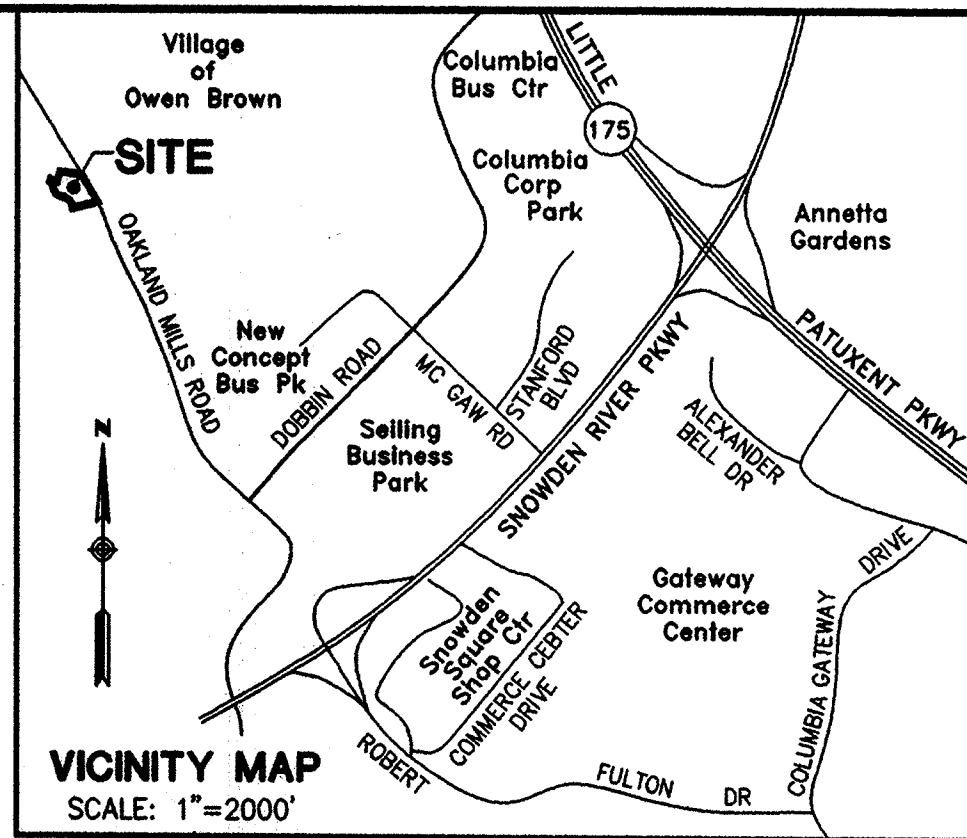 Village
of
Owen Brown
SITE
Columbia
Bus Ctr
LITTLE
175
Columbia
Corp
Park
Annetta
Gardens
OAKLAND MILLS ROAD
New
Concept
Bus Pk
DOBBIN ROAD
MC GAW RD
STANFORD
BLVD
SNOWDEN RIVER PKWY
PATUXENT PKWY
ALEXANDER
BELL DR
Seiling
Business
Park
N
Gateway
Commerce
Center
DRIVE
COLUMBIA GATEWAY
Snowden
Square
Shop Ctr
COMMERCE CEBTER
DRIVE
ROBERT
FULTON
DR
VICINITY MAP
SCALE: 1"=2000'